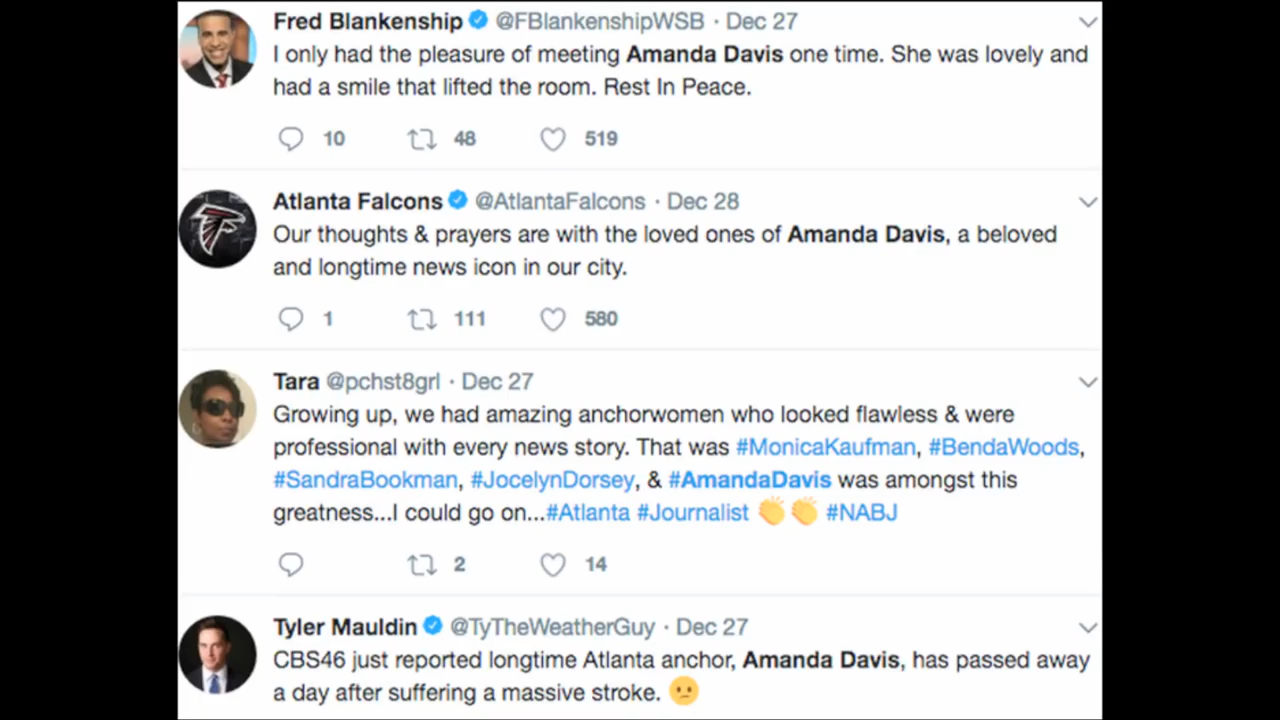 Fred Blankenship @FBlankenshipWSB · Dec 27
I only had the pleasure of meeting Amanda Davis one time. She was lovely and
had a smile that lifted the room. Rest In Peace.
10 48 519
Atlanta Falcons @AtlantaFalcons · Dec 28
Our thoughts & prayers are with the loved ones of Amanda Davis, a beloved
and longtime news icon in our city.
1 111 580
Tara @pchst8grl · Dec 27
Growing up, we had amazing anchorwomen who looked flawless & were
professional with every news story. That was #MonicaKaufman, #BendaWoods,
#SandraBookman, #JocelynDorsey, & #AmandaDavis was amongst this
greatness...I could go on...#Atlanta #Journalist 👏👏 #NABJ
2 14
Tyler Mauldin @TyTheWeatherGuy · Dec 27
CBS46 just reported longtime Atlanta anchor, Amanda Davis, has passed away
a day after suffering a massive stroke. 😕